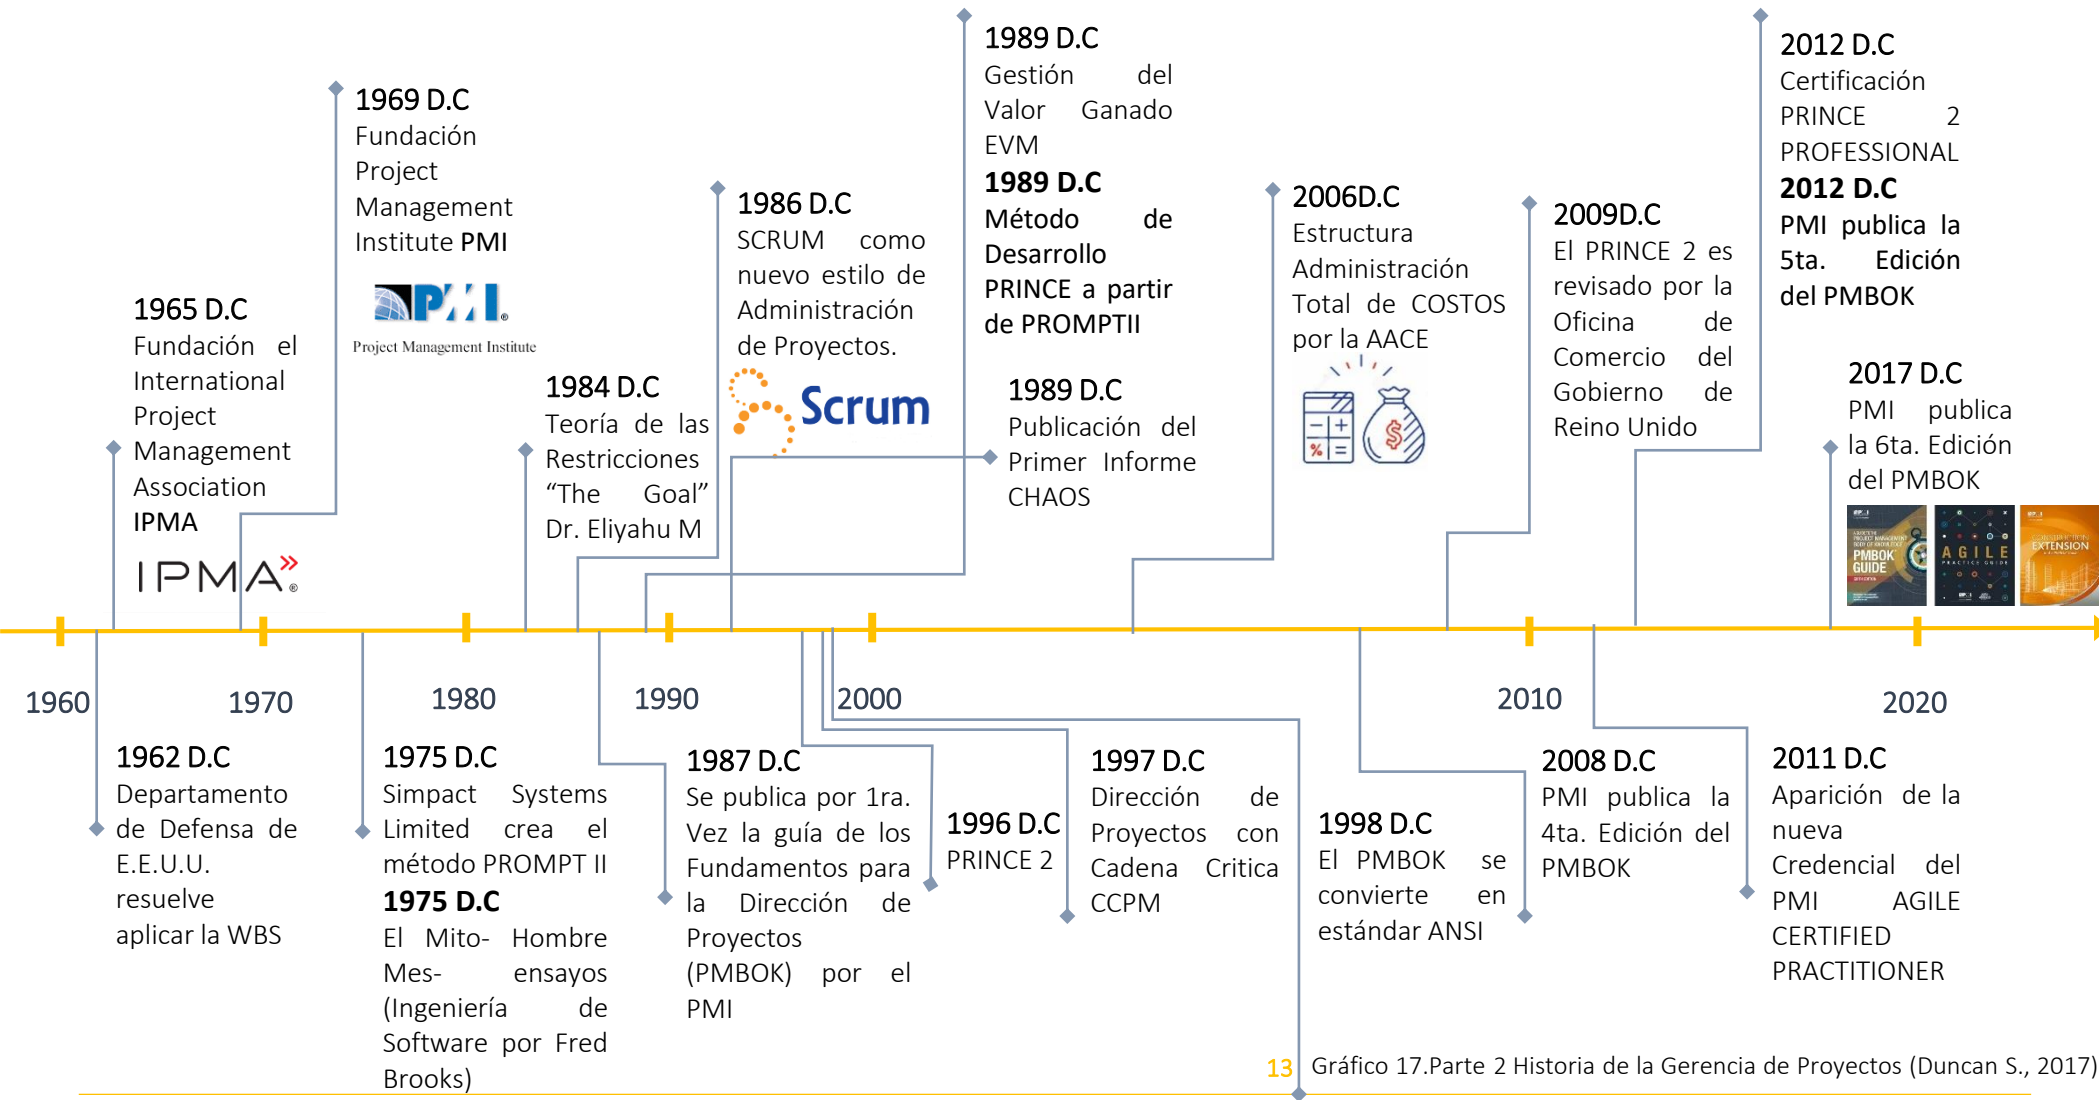 1989 D.C
Gestión del
Valor Ganado
EVM
1989 D.C
Método de
Desarrollo
PRINCE a partir
de PROMPTII
2012 D.C
Certificación
PRINCE 2
PROFESSIONAL
2012 D.C
PMI publica la
5ta. Edición
del PMBOK
1969 D.C
Fundación
Project
Management
Institute PMI
PMI
Project Management Institute
1986 D.C
SCRUM como
nuevo estilo de
Administración
de Proyectos.
Scrum
2006D.C
Estructura
Administración
Total de COSTOS
por la AACE
2009D.C
El PRINCE 2 es
revisado por la
Oficina de
Comercio del
Gobierno de
Reino Unido
1965 D.C
Fundación el
International
Project
Management
Association
IPMA
IPMA
1984 D.C
Teoría de las
Restricciones
“The Goal”
Dr. Eliyahu M
1989 D.C
Publicación del
Primer Informe
CHAOS
2017 D.C
PMI publica
la 6ta. Edición
del PMBOK
PMBOK
GUIDE
AGILE
PRACTICE GUIDE
CONSTRUCTION
EXTENSION
1960
1970
1980
1990
2000
2010
2020
1962 D.C
Departamento
de Defensa de
E.E.U.U.
resuelve
aplicar la WBS
1975 D.C
Simpact Systems
Limited crea el
método PROMPT II
1975 D.C
El Mito- Hombre
Mes- ensayos
(Ingeniería de
Software por Fred
Brooks)
1987 D.C
Se publica por 1ra.
Vez la guía de los
Fundamentos para
la Dirección de
Proyectos
(PMBOK) por el
PMI
1996 D.C
PRINCE 2
1997 D.C
Dirección de
Proyectos con
Cadena Critica
CCPM
1998 D.C
El PMBOK se
convierte en
estándar ANSI
2008 D.C
PMI publica la
4ta. Edición del
PMBOK
2011 D.C
Aparición de la
nueva
Credencial del
PMI AGILE
CERTIFIED
PRACTITIONER
13
Gráfico 17.Parte 2 Historia de la Gerencia de Proyectos (Duncan S., 2017)